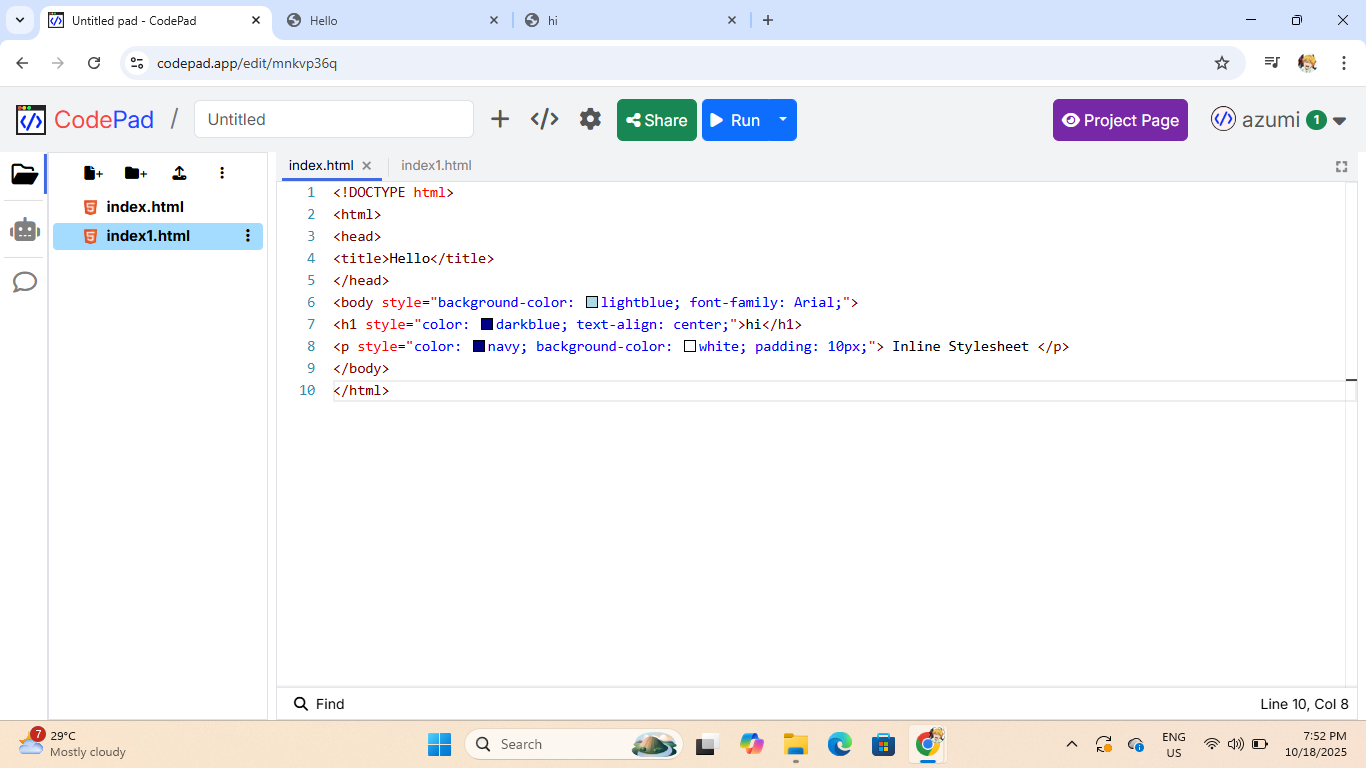 Untitled pad - CodePad
Hello
hi
codepad.app/edit/mnkvp36q
CodePad / Untitled
Share
Run
Project Page
azumi 1
index.html
index1.html
index.html
index1.html
1 <!DOCTYPE html>
2 <html>
3 <head>
4 <title>Hello</title>
5 </head>
6 <body style="background-color: lightblue; font-family: Arial;">
7 <h1 style="color: darkblue; text-align: center;">hi</h1>
8 <p style="color: navy; background-color: white; padding: 10px;"> Inline Stylesheet </p>
9 </body>
10 </html>
Find
Line 10, Col 8
7
29°C
Mostly cloudy
Search
ENG
US
7:52 PM
10/18/2025